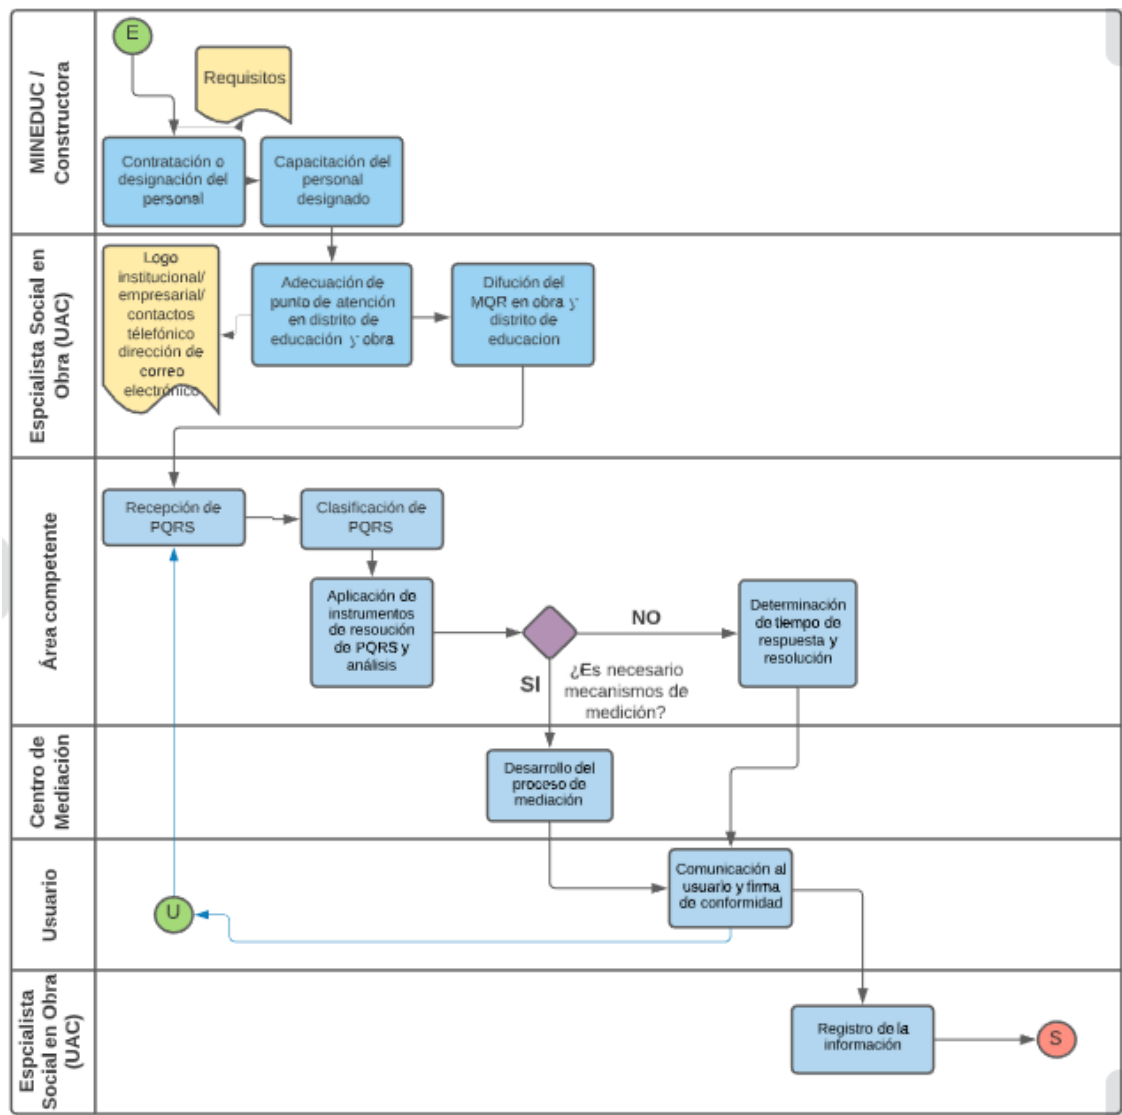 MINEDUC /
Constructora
E
Requisitos
Contratación o
designación del
personal
Capacitación del
personal
designado
Espcialista Social en
Obra (UAC)
Logo
institucional/
empresarial/
contactos
télefónico
dirección de
correo
electrónico
Adecuación de
punto de atención
en distrito de
educación y obra
Difución del
MQR en obra y
distrito de
educacion
Área competente
Recepción de
PQRS
Clasificación de
PQRS
Aplicación de
instrumentos
de resoución
de PQRS y
análisis
NO
SI
¿Es necesario
mecanismos de
medición?
Determinación
de tiempo de
respuesta y
resolución
Centro de
Mediación
Desarrollo del
proceso de
mediación
Usuario
U
Comunicación al
usuario y firma
de conformidad
Espcialista
Social en Obra
(UAC)
Registro de la
información
S